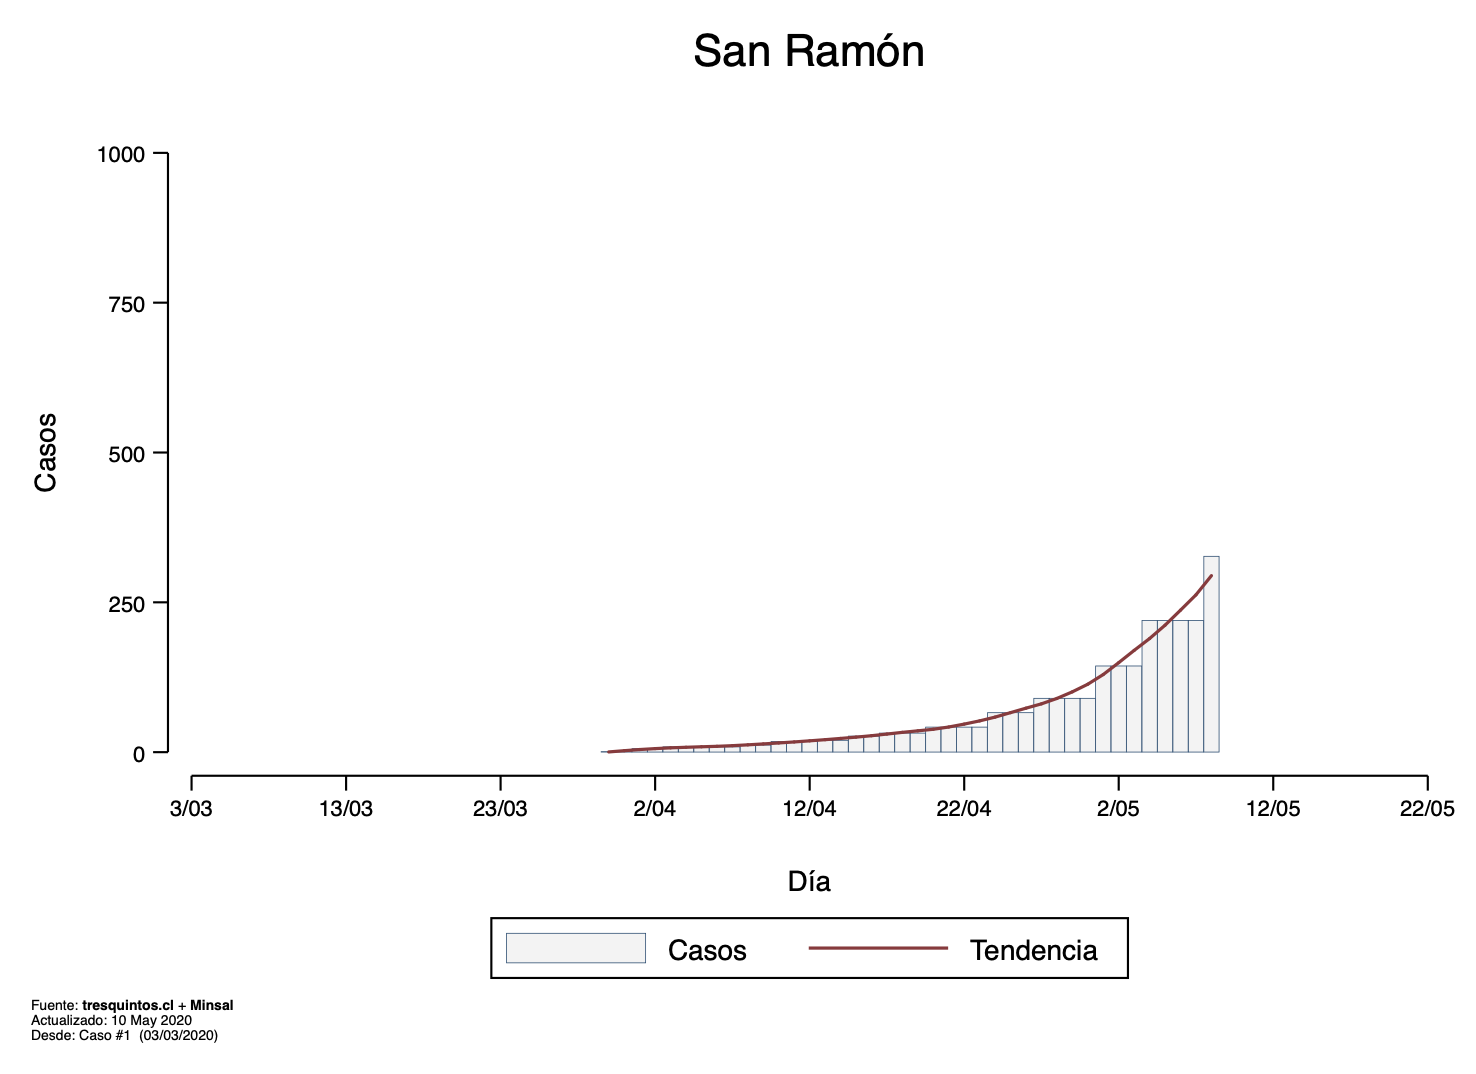 San Ramón
1000
750
500
250
0
Casos
3/03 13/03 23/03 2/04 12/04 22/04 2/05 12/05 22/05
Día
Casos Tendencia
Fuente: tresquintos.cl + Minsal
Actualizado: 10 May 2020
Desde: Caso #1 (03/03/2020)